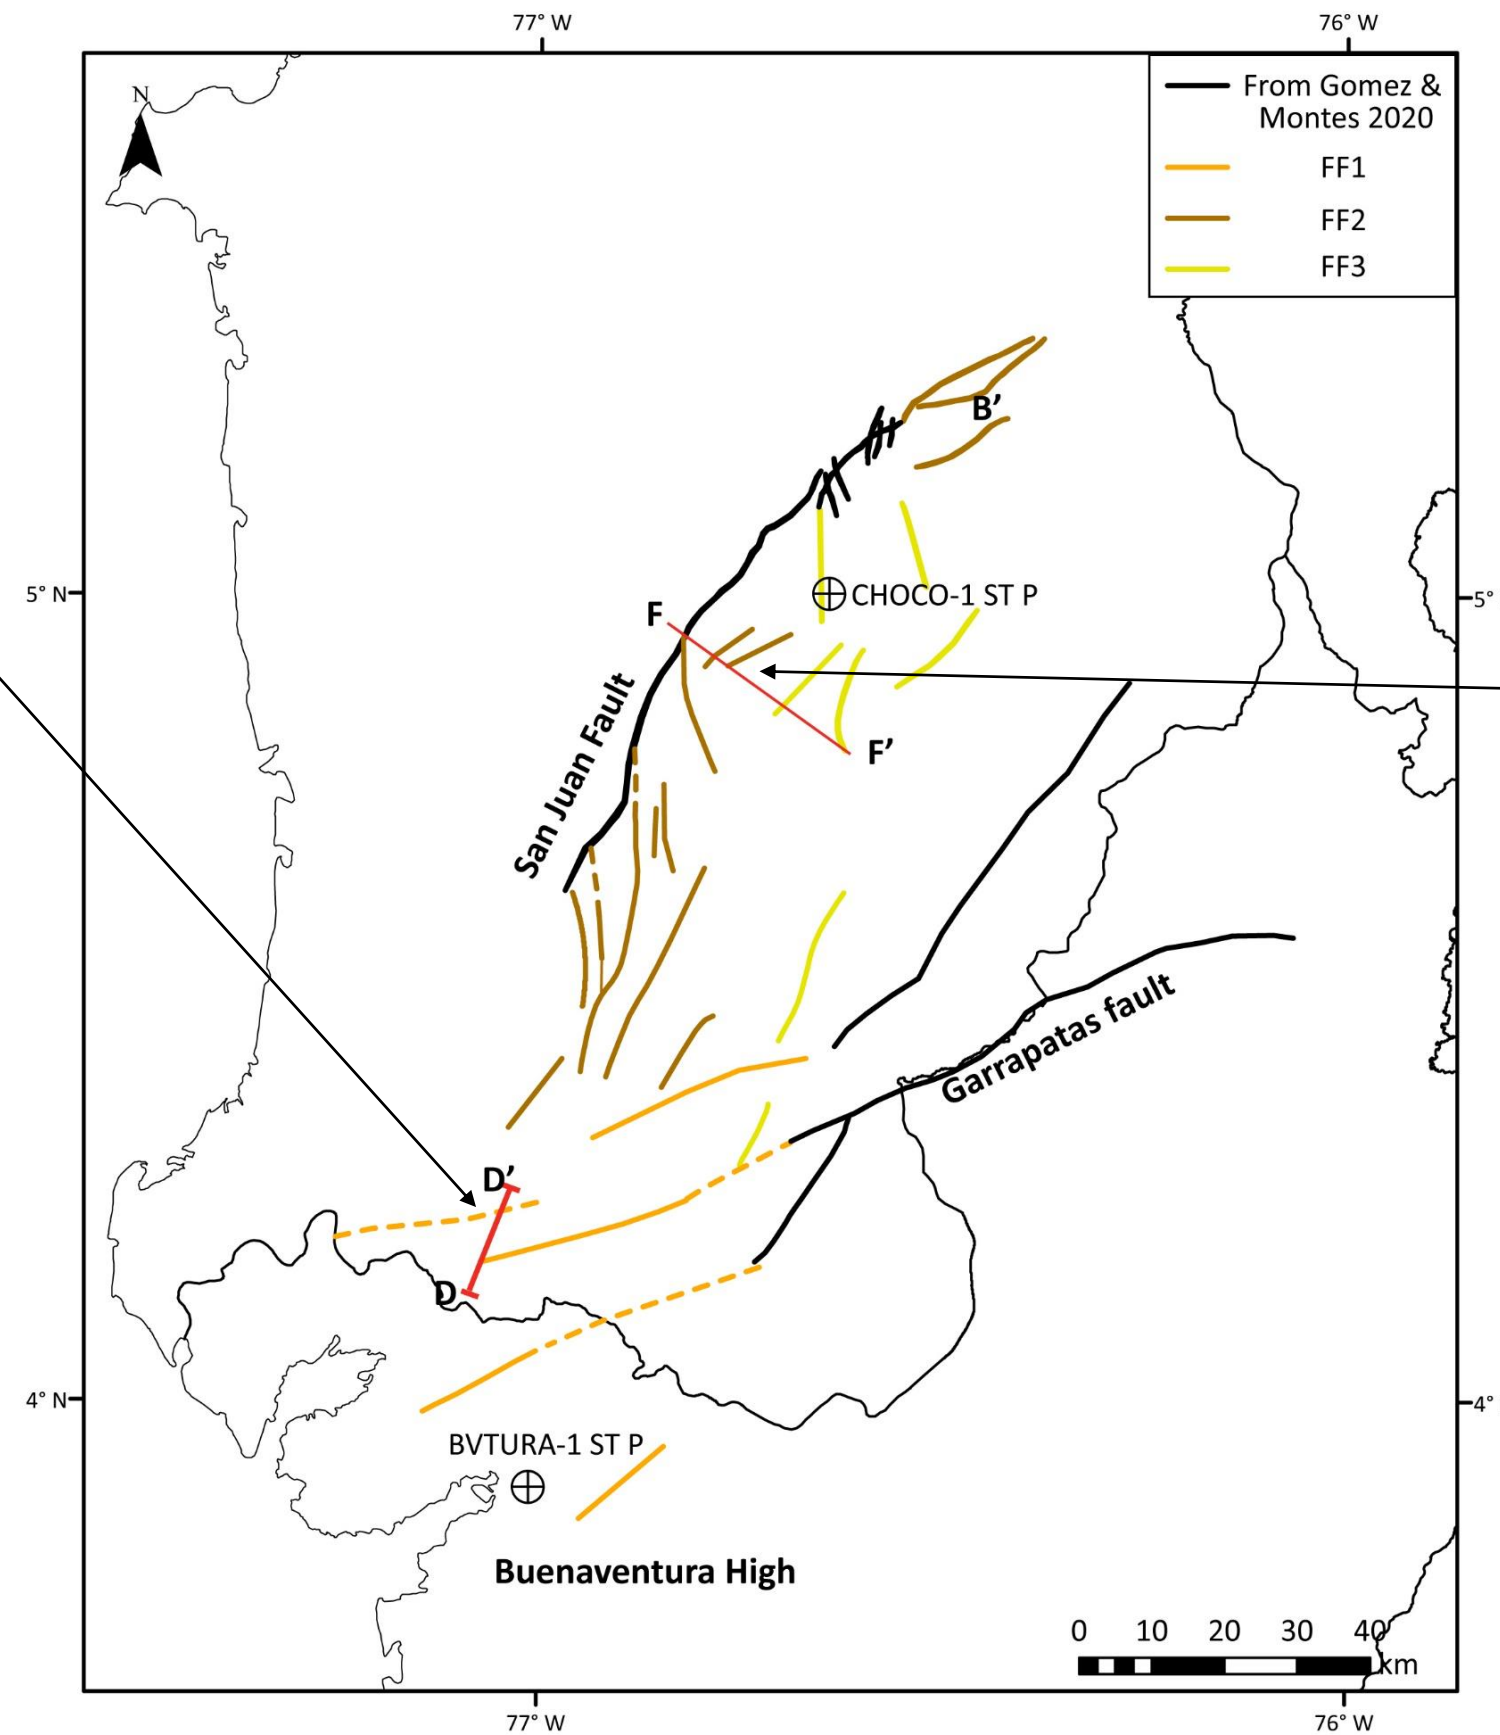 77° W
76° W
N
From Gomez &
Montes 2020
FF1
FF2
FF3
B’
5° N
CHOCO-1 ST P
5°
F
F’
San Juan Fault
Garrapatas fault
D’
D
4° N
4°
BVTURA-1 ST P
Buenaventura High
0 10 20 30 40
km
77° W
76° W